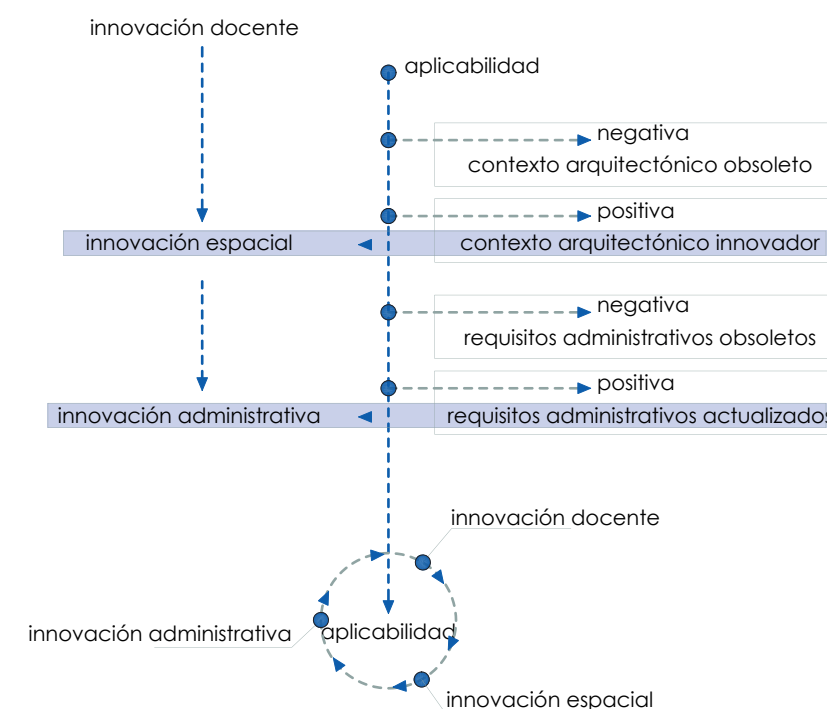 innovación docente
aplicabilidad
negativa
contexto arquitectónico obsoleto
positiva
innovación espacial
contexto arquitectónico innovador
negativa
requisitos administrativos obsoletos
positiva
innovación administrativa
requisitos administrativos actualizados
innovación docente
innovación administrativa
aplicabilidad
innovación espacial